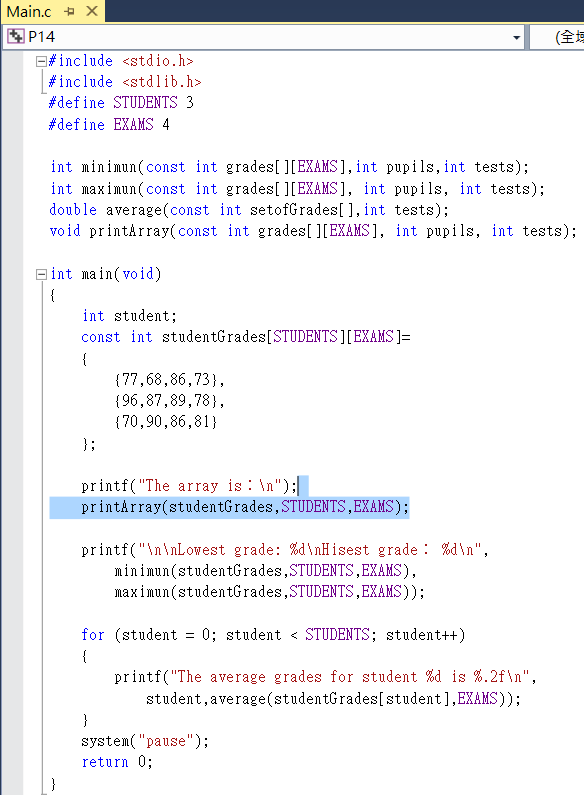 Main.c
P14
(全域
#include <stdio.h>
#include <stdlib.h>
#define STUDENTS 3
#define EXAMS 4
int minimun(const int grades[][EXAMS],int pupils,int tests);
int maximun(const int grades[][EXAMS], int pupils, int tests);
double average(const int setofGrades[],int tests);
void printArray(const int grades[][EXAMS], int pupils, int tests);
int main(void)
{
int student;
const int studentGrades[STUDENTS][EXAMS]=
{
{77,68,86,73},
{96,87,89,78},
{70,90,86,81}
};
printf("The array is：\n");
printArray(studentGrades,STUDENTS,EXAMS);
printf("\n\nLowest grade: %d\nHisest grade： %d\n",
minimun(studentGrades,STUDENTS,EXAMS),
maximun(studentGrades,STUDENTS,EXAMS));
for (student = 0; student < STUDENTS; student++)
{
printf("The average grades for student %d is %.2f\n",
student,average(studentGrades[student],EXAMS));
}
system("pause");
return 0;
}